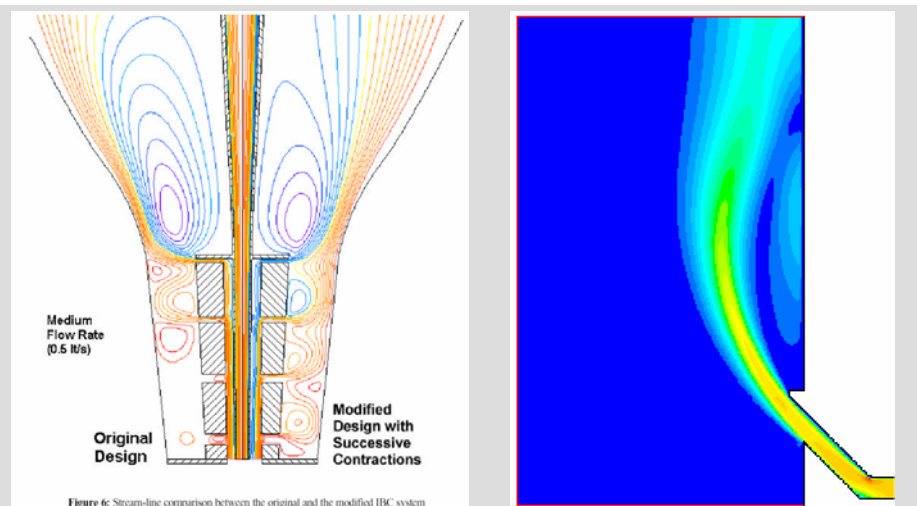 Medium
Flow Rate
(0.5 lt/s)
Original
Design
Modified
Design with
Successive
Contractions
Figure 6: Stream-line comparison between the original and the modified IBC system